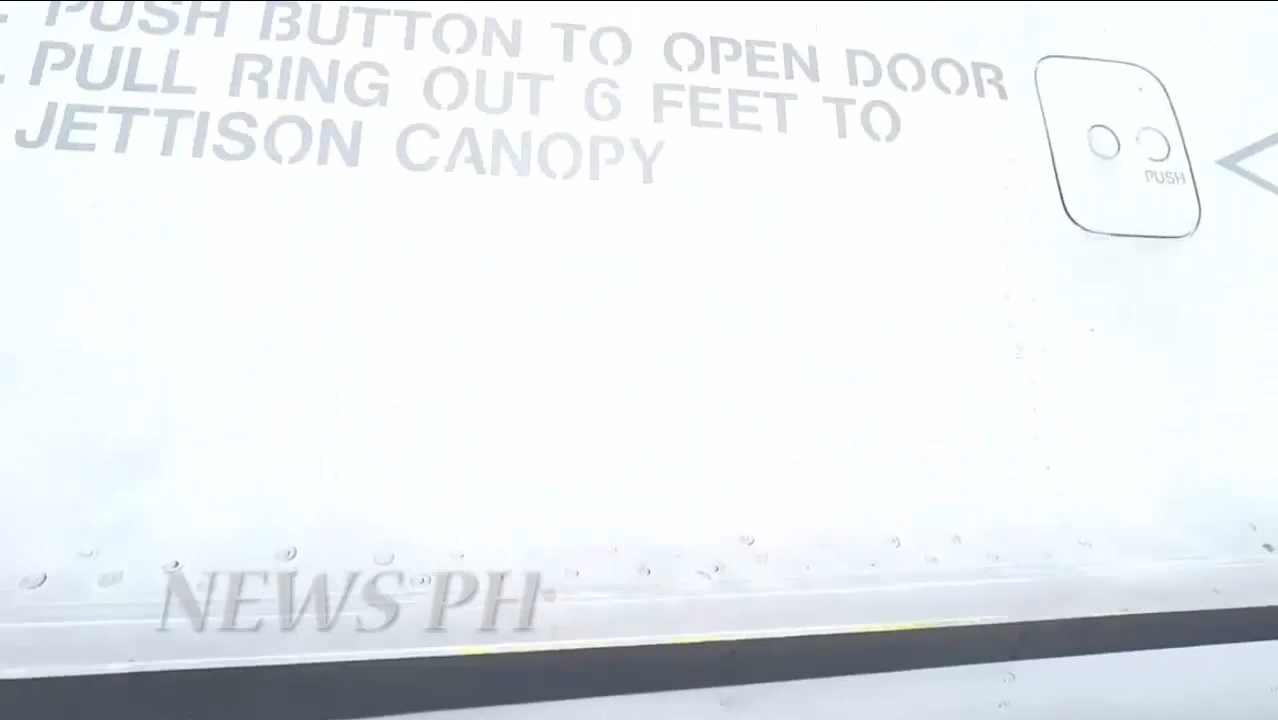 PUSH BUTTON TO OPEN DOOR
PULL RING OUT 6 FEET TO
JETTISON CANOPY
PUSH
NEWS PH